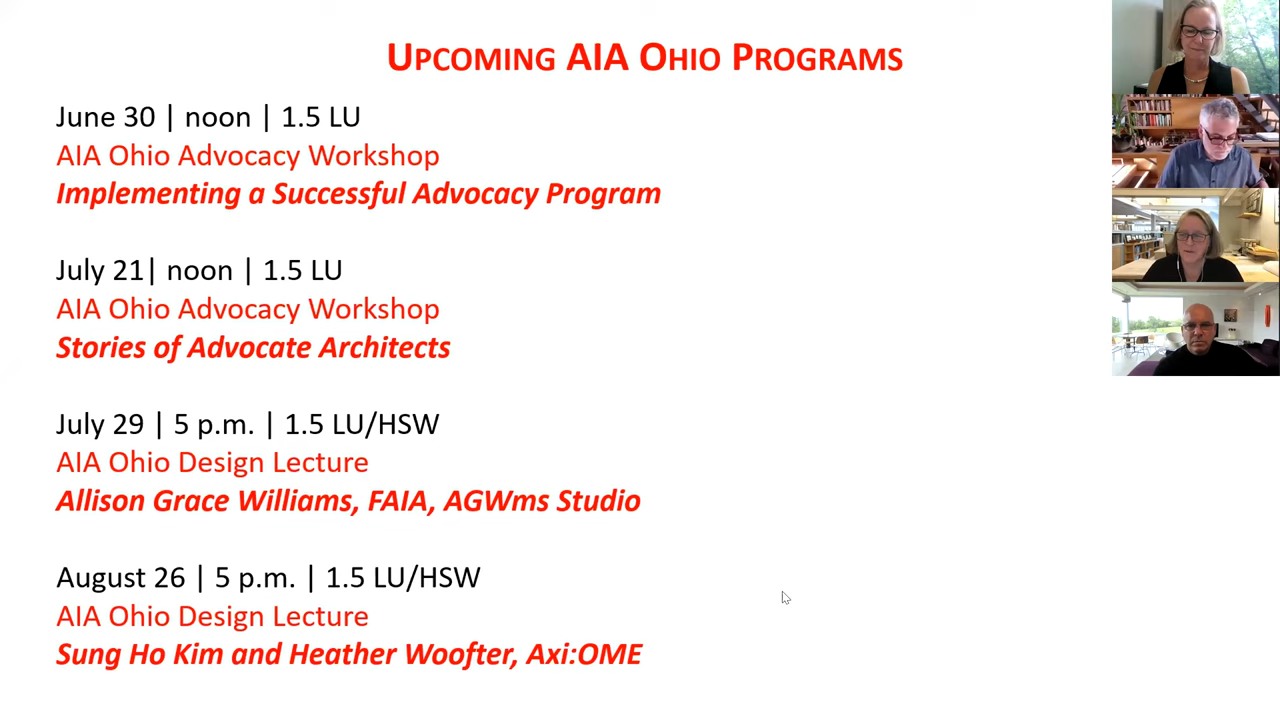 UPCOMING AIA OHIO PROGRAMS
June 30 | noon | 1.5 LU
AIA Ohio Advocacy Workshop
Implementing a Successful Advocacy Program
July 21| noon | 1.5 LU
AIA Ohio Advocacy Workshop
Stories of Advocate Architects
July 29 | 5 p.m. | 1.5 LU/HSW
AIA Ohio Design Lecture
Allison Grace Williams, FAIA, AGWms Studio
August 26 | 5 p.m. | 1.5 LU/HSW
AIA Ohio Design Lecture
Sung Ho Kim and Heather Woofter, Axi:OME